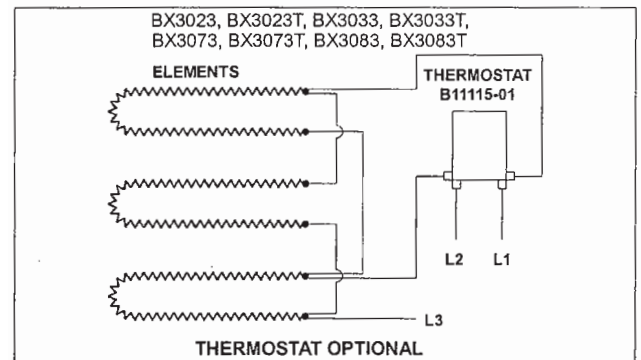 BX3023, BX3023T, BX3033, BX3033T,
BX3073, BX3073T, BX3083, BX3083T
ELEMENTS
THERMOSTAT
B11115-01
L2 L1
L3
THERMOSTAT OPTIONAL